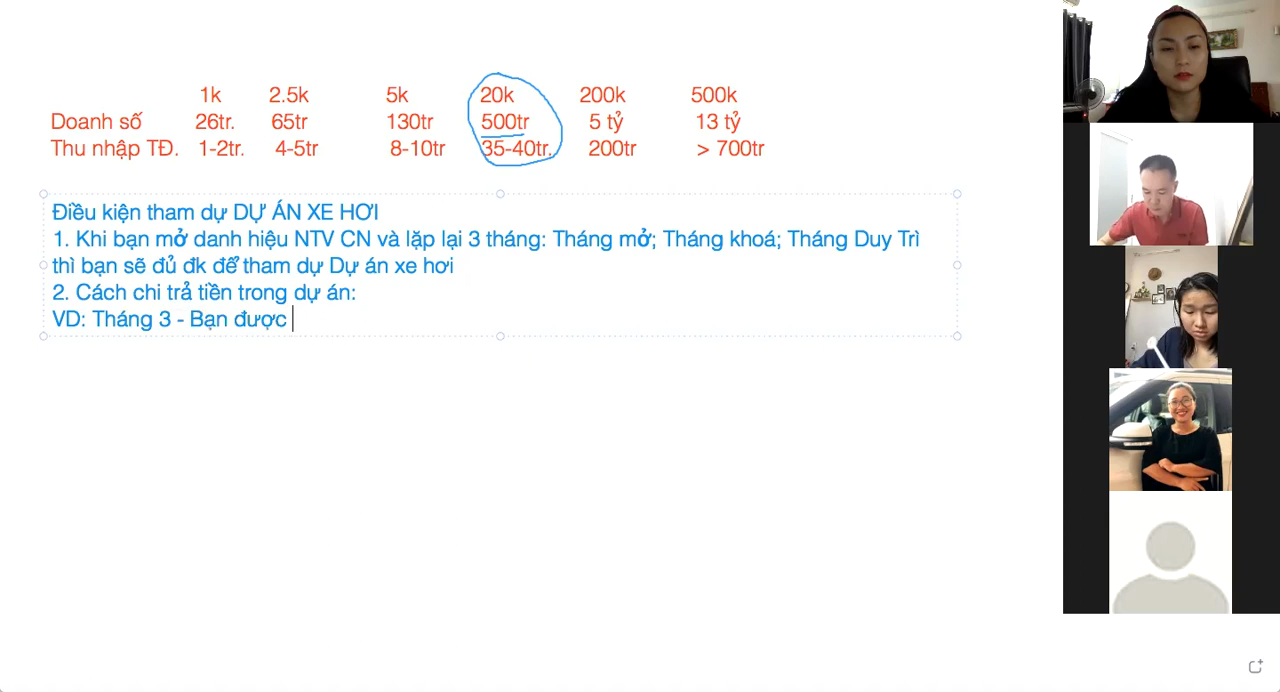 1k 2.5k 5k 20k 200k 500k
Doanh số 26tr. 65tr 130tr 500tr 5 tỷ 13 tỷ
Thu nhập TĐ. 1-2tr. 4-5tr 8-10tr 35-40tr. 200tr > 700tr
Điều kiện tham dự DỰ ÁN XE HƠI
1. Khi bạn mở danh hiệu NTV CN và lặp lại 3 tháng: Tháng mở; Tháng khoá; Tháng Duy Trì
thì bạn sẽ đủ đk để tham dự Dự án xe hơi
2. Cách chi trả tiền trong dự án:
VD: Tháng 3 - Bạn được